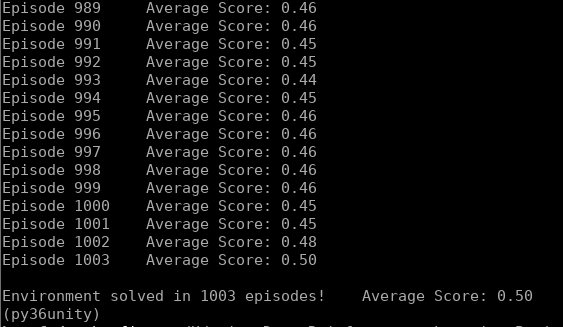 Episode 989     Average Score: 0.46
Episode 990     Average Score: 0.46
Episode 991     Average Score: 0.45
Episode 992     Average Score: 0.45
Episode 993     Average Score: 0.44
Episode 994     Average Score: 0.45
Episode 995     Average Score: 0.46
Episode 996     Average Score: 0.46
Episode 997     Average Score: 0.46
Episode 998     Average Score: 0.46
Episode 999     Average Score: 0.46
Episode 1000    Average Score: 0.45
Episode 1001    Average Score: 0.45
Episode 1002    Average Score: 0.48
Episode 1003    Average Score: 0.50
Environment solved in 1003 episodes!    Average Score: 0.50
(py36unity)